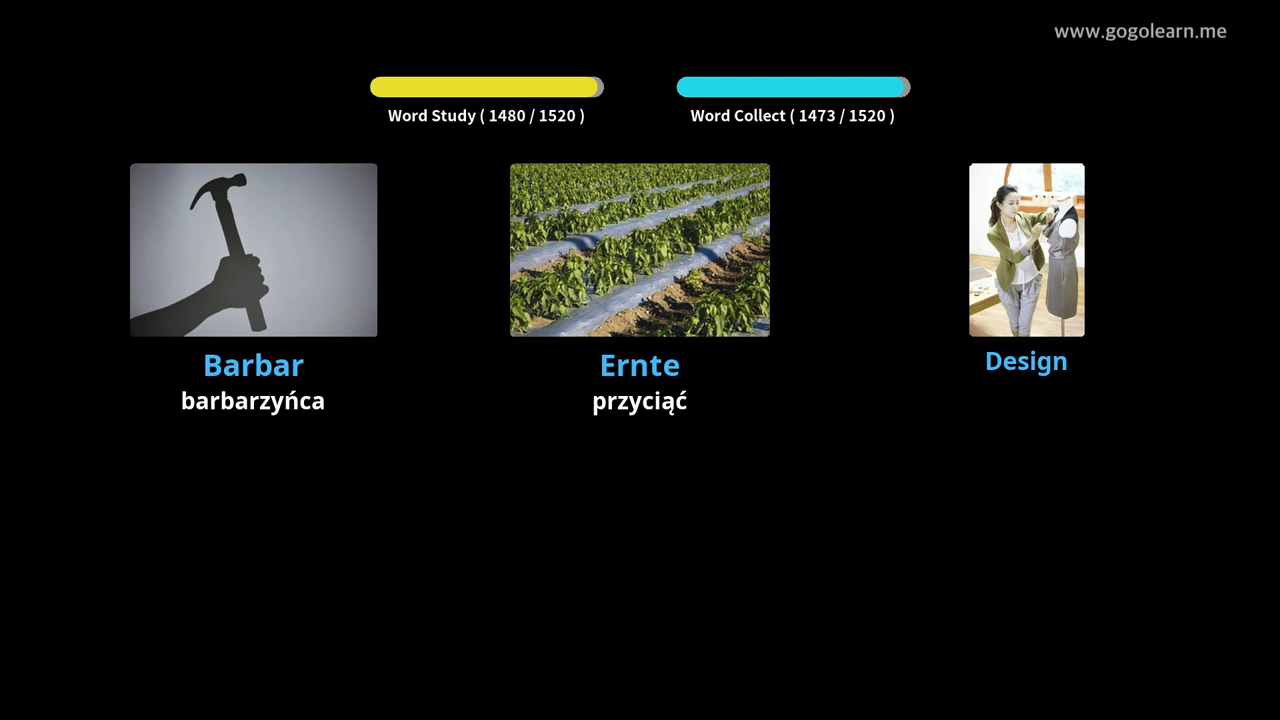 www.gogolearn.me
Word Study ( 1480 / 1520 )
Word Collect ( 1473 / 1520 )
Barbar
barbarzyńca
Ernte
przyciąć
Design